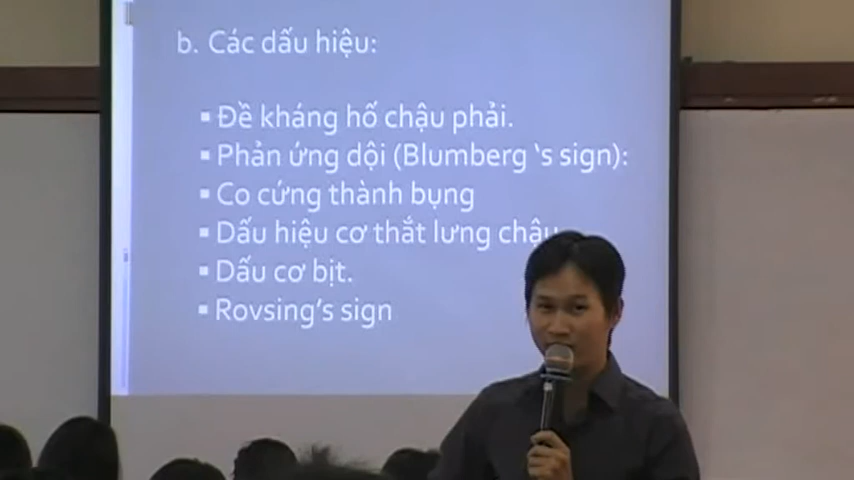 b. Các dấu hiệu:
▪ Đề kháng hố chậu phải.
▪ Phản ứng dội (Blumberg ‘s sign):
▪ Co cứng thành bụng
▪ Dấu hiệu cơ thắt lưng chậu
▪ Dấu cơ bịt.
▪ Rovsing’s sign